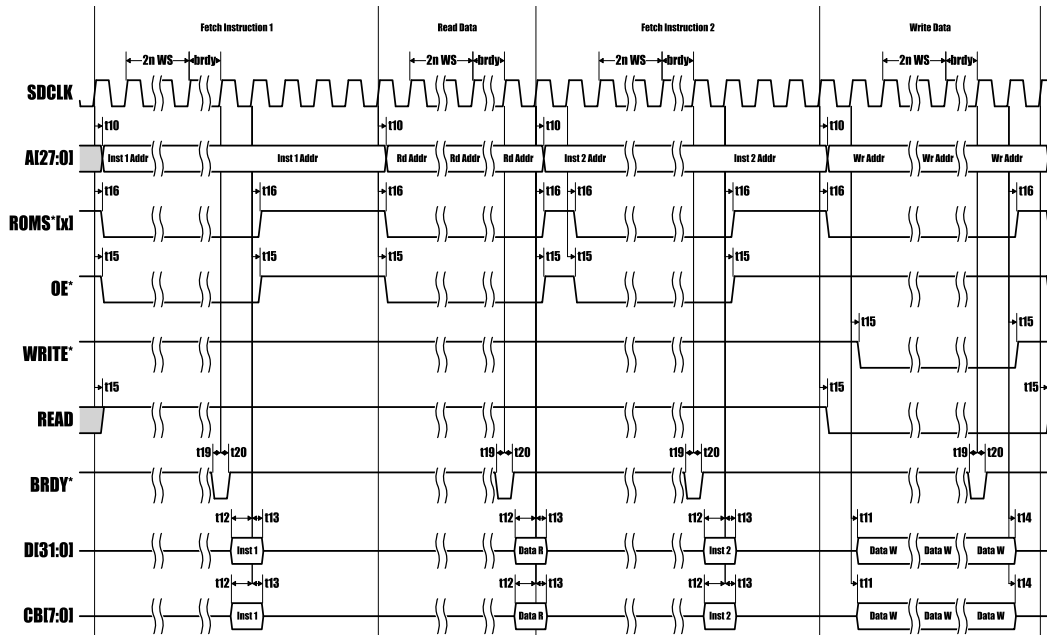 Fetch Instruction 1 Read Data Fetch Instruction 2 Write Data
2n WS brdy 2n WS brdy 2n WS brdy 2n WS brdy
SDCLK
t10 t10 t10 t10
A[27:0] Inst 1 Addr Inst 1 Addr Rd Addr Rd Addr Rd Addr Inst 2 Addr Inst 2 Addr Wr Addr Wr Addr Wr Addr
t16 t16 t16 t16 t16 t16 t16 t16
ROMS*[x]
t15 t15 t15 t15 t15 t15
OE*
t15 t15
WRITE*
t15 t15 t15
READ
t19 t20 t19 t20 t19 t20 t19 t20
BRDY*
t12 t13 t12 t13 t12 t13 t11 t14
D[31:0] Inst 1 Data R Inst 2 Data W Data W Data W
t12 t13 t12 t13 t12 t13 t11 t14
CB[7:0] Inst 1 Data R Inst 2 Data W Data W Data W